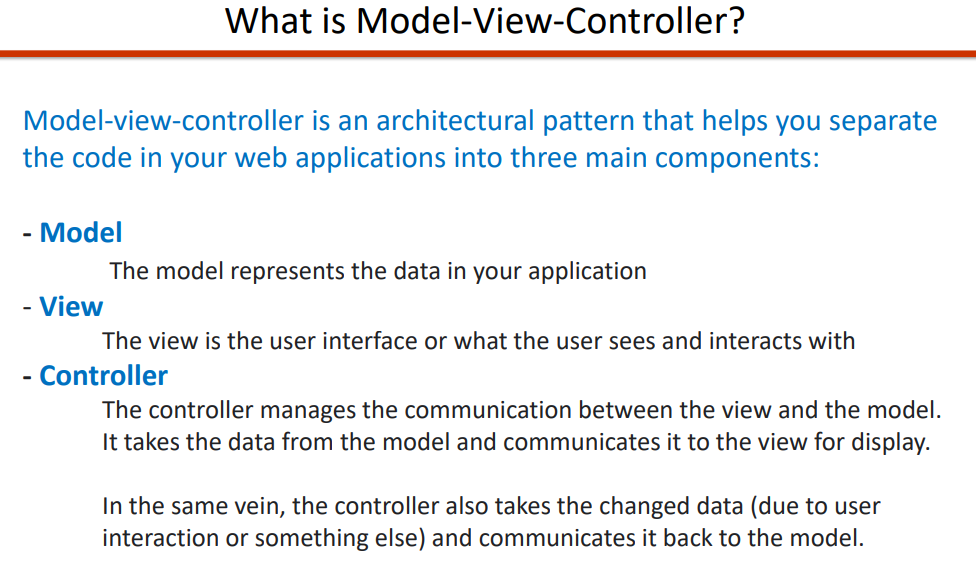 What is Model-View-Controller?
Model-view-controller is an architectural pattern that helps you separate
the code in your web applications into three main components:
- Model
The model represents the data in your application
- View
The view is the user interface or what the user sees and interacts with
- Controller
The controller manages the communication between the view and the model.
It takes the data from the model and communicates it to the view for display.
In the same vein, the controller also takes the changed data (due to user
interaction or something else) and communicates it back to the model.